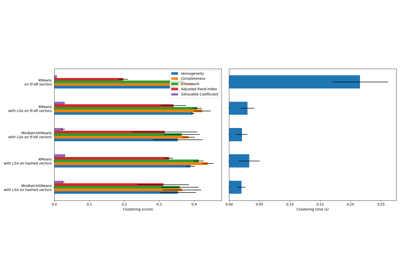 Homogeneity
Completeness
V-measure
Adjusted Rand-Index
Silhouette Coefficient
KMeans
on tf-idf vectors
KMeans
with LSA on tf-idf vectors
MiniBatchKMeans
with LSA on tf-idf vectors
KMeans
with LSA on hashed vectors
MiniBatchKMeans
with LSA on hashed vectors
0.0 0.1 0.2 0.3 0.4
Clustering scores
0.00 0.05 0.10 0.15 0.20 0.25
Clustering time (s)